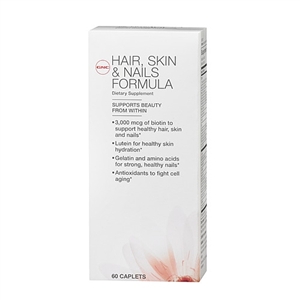 GNC
HAIR, SKIN
& NAILS
FORMULA
Dietary Supplement
SUPPORTS BEAUTY
FROM WITHIN
• 3,000 mcg of biotin to
support healthy hair, skin
and nails*
• Lutein for healthy skin
hydration*
• Gelatin and amino acids
for strong, healthy nails*
• Antioxidants to fight cell
aging*
60 CAPLETS